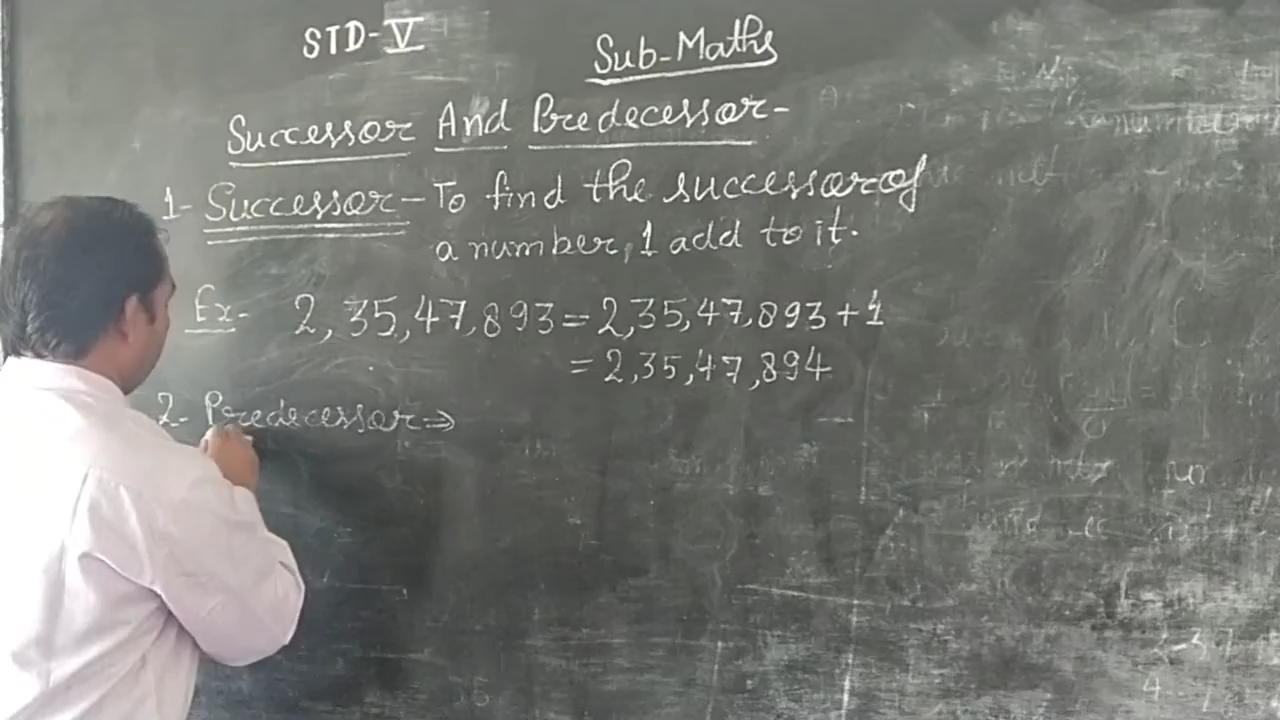 STD-V
Sub-Maths
Successor And Predecessor-
1- Successor-To find the successor of
a number, 1 add to it.
Ex- 2,35,47,893=2,35,47,893+1
=2,35,47,894
2- Predecessor⇒